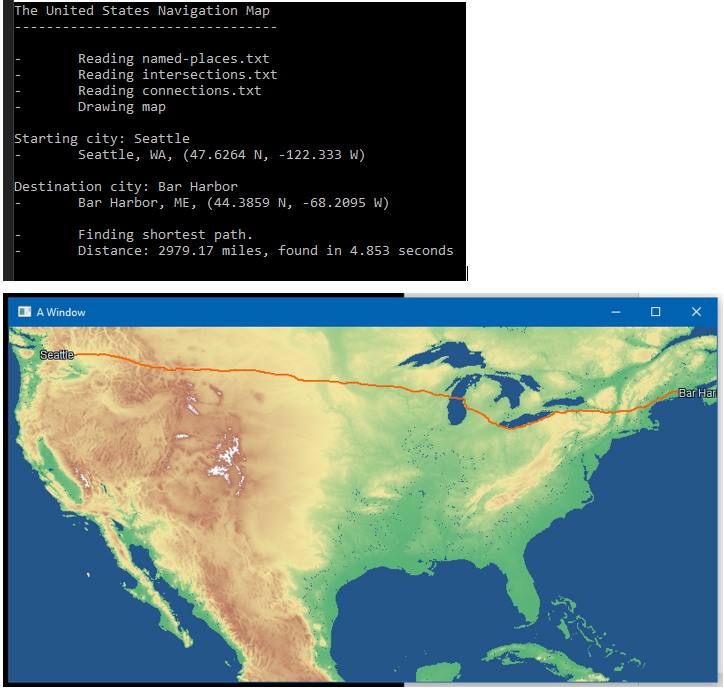 The United States Navigation Map
---------------------------------
-       Reading named-places.txt
-       Reading intersections.txt
-       Reading connections.txt
-       Drawing map
Starting city: Seattle
-       Seattle, WA, (47.6264 N, -122.333 W)
Destination city: Bar Harbor
-       Bar Harbor, ME, (44.3859 N, -68.2095 W)
-       Finding shortest path.
-       Distance: 2979.17 miles, found in 4.853 seconds
A Window
Seattle
Bar Har